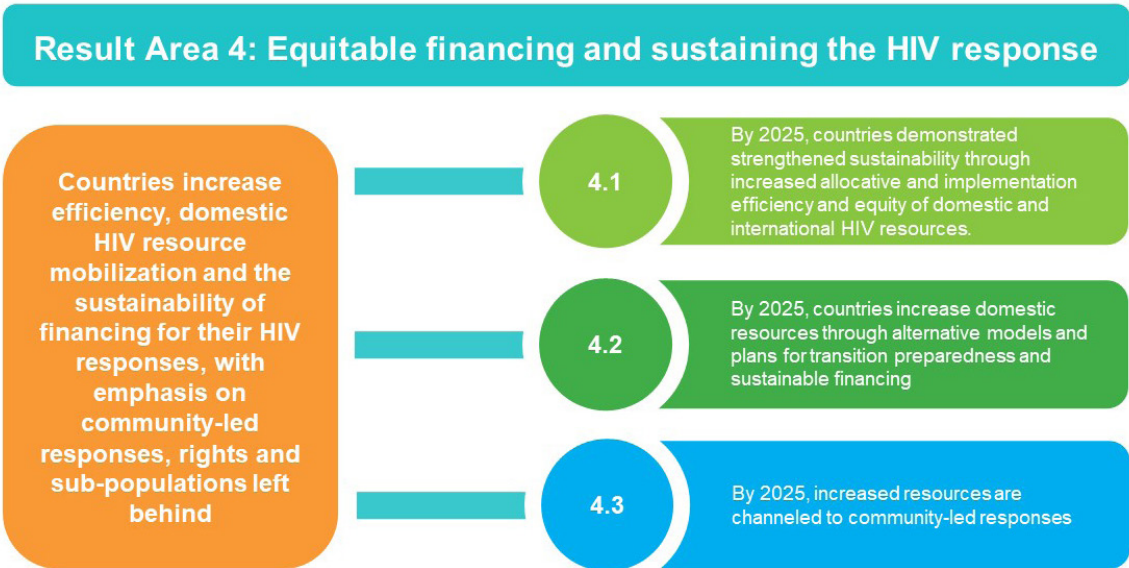 Result Area 4: Equitable financing and sustaining the HIV response
Countries increase
efficiency, domestic
HIV resource
mobilization and the
sustainability of
financing for their HIV
responses, with
emphasis on
community-led
responses, rights and
sub-populations left
behind
4.1
By 2025, countries demonstrated
strengthened sustainability through
increased allocative and implementation
efficiency and equity of domestic and
international HIV resources.
4.2
By 2025, countries increase domestic
resources through alternative models and
plans for transition preparedness and
sustainable financing
4.3
By 2025, increased resources are
channeled to community-led responses